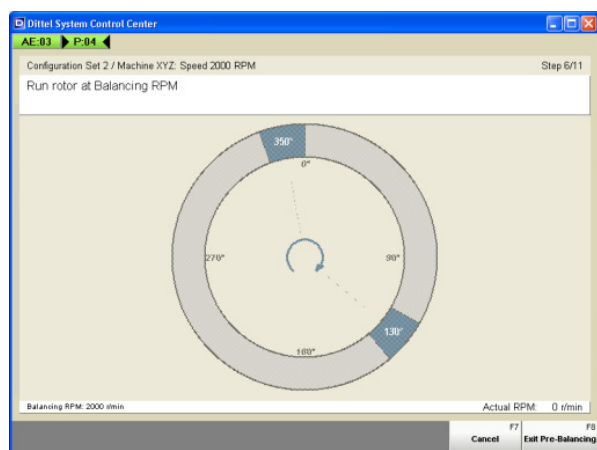 Dittel System Control Center
AE:03 P:04
Configuration Set 2 / Machine XYZ: Speed 2000 RPM Step 6/11
Run rotor at Balancing RPM
350°
0°
270° 90°
130°
180°
Balancing RPM: 2000 r/min Actual RPM: 0 r/min
F7 F8
Cancel Exit Pre-Balancing